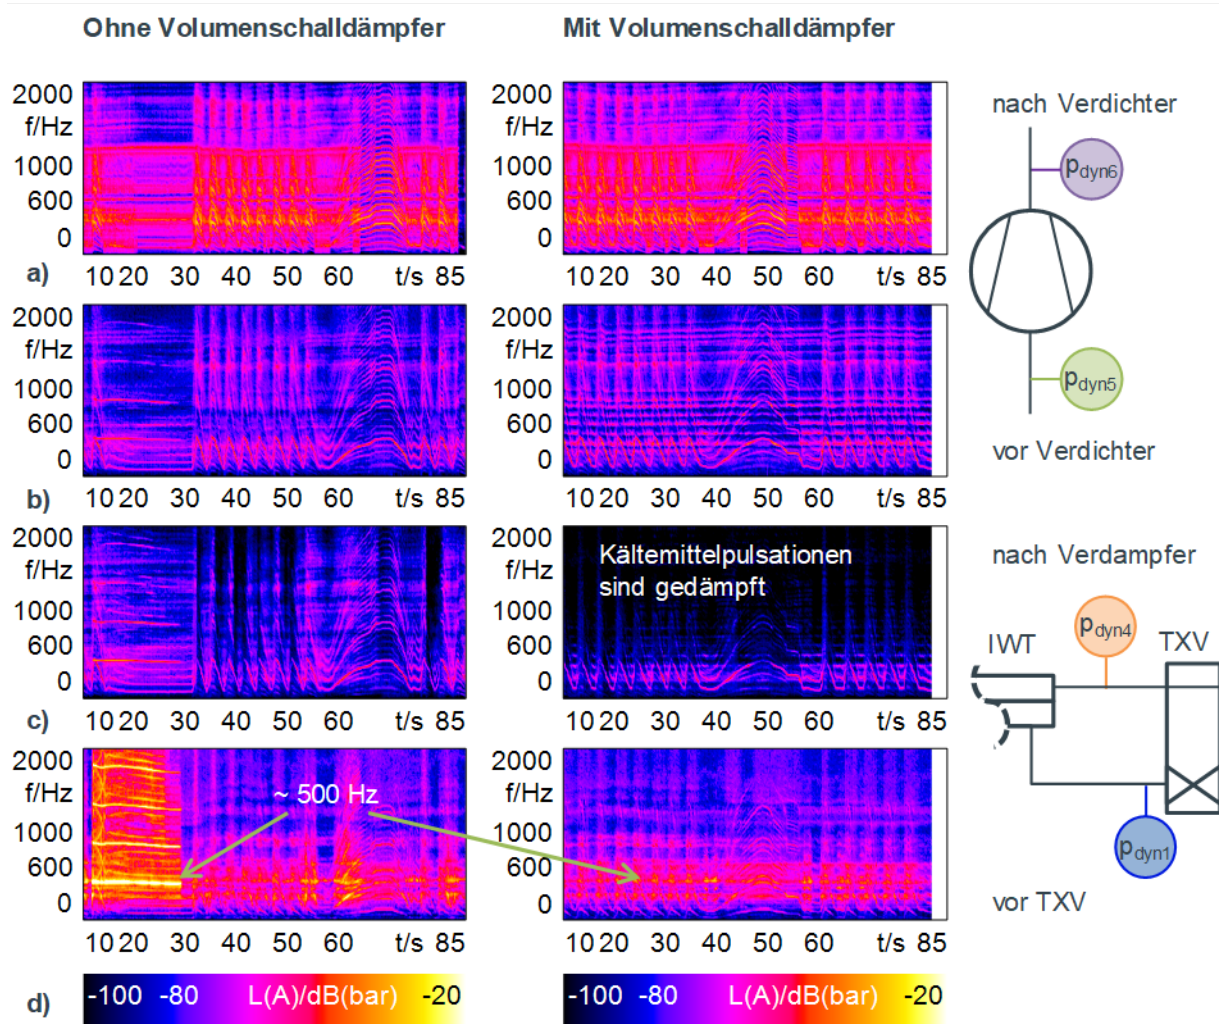 Ohne Volumenschalldämpfer
Mit Volumenschalldämpfer
2000
f/Hz
1000
600
0
a)
10 20 30 40 50 60 t/s 85
2000
f/Hz
1000
600
0
10 20 30 40 50 60 t/s 85
nach Verdichter
pdyn6
pdyn5
vor Verdichter
2000
f/Hz
1000
600
0
b)
10 20 30 40 50 60 t/s 85
2000
f/Hz
1000
600
0
10 20 30 40 50 60 t/s 85
2000
f/Hz
1000
600
0
c)
10 20 30 40 50 60 t/s 85
2000
f/Hz
1000
600
0
Kältemittelpulsationen
sind gedämpft
10 20 30 40 50 60 t/s 85
nach Verdampfer
pdyn4
IWT
TXV
pdyn1
vor TXV
2000
f/Hz
1000
600
0
~ 500 Hz
10 20 30 40 50 60 t/s 85
2000
f/Hz
1000
600
0
10 20 30 40 50 60 t/s 85
d)
-100 -80 L(A)/dB(bar) -20
-100 -80 L(A)/dB(bar) -20